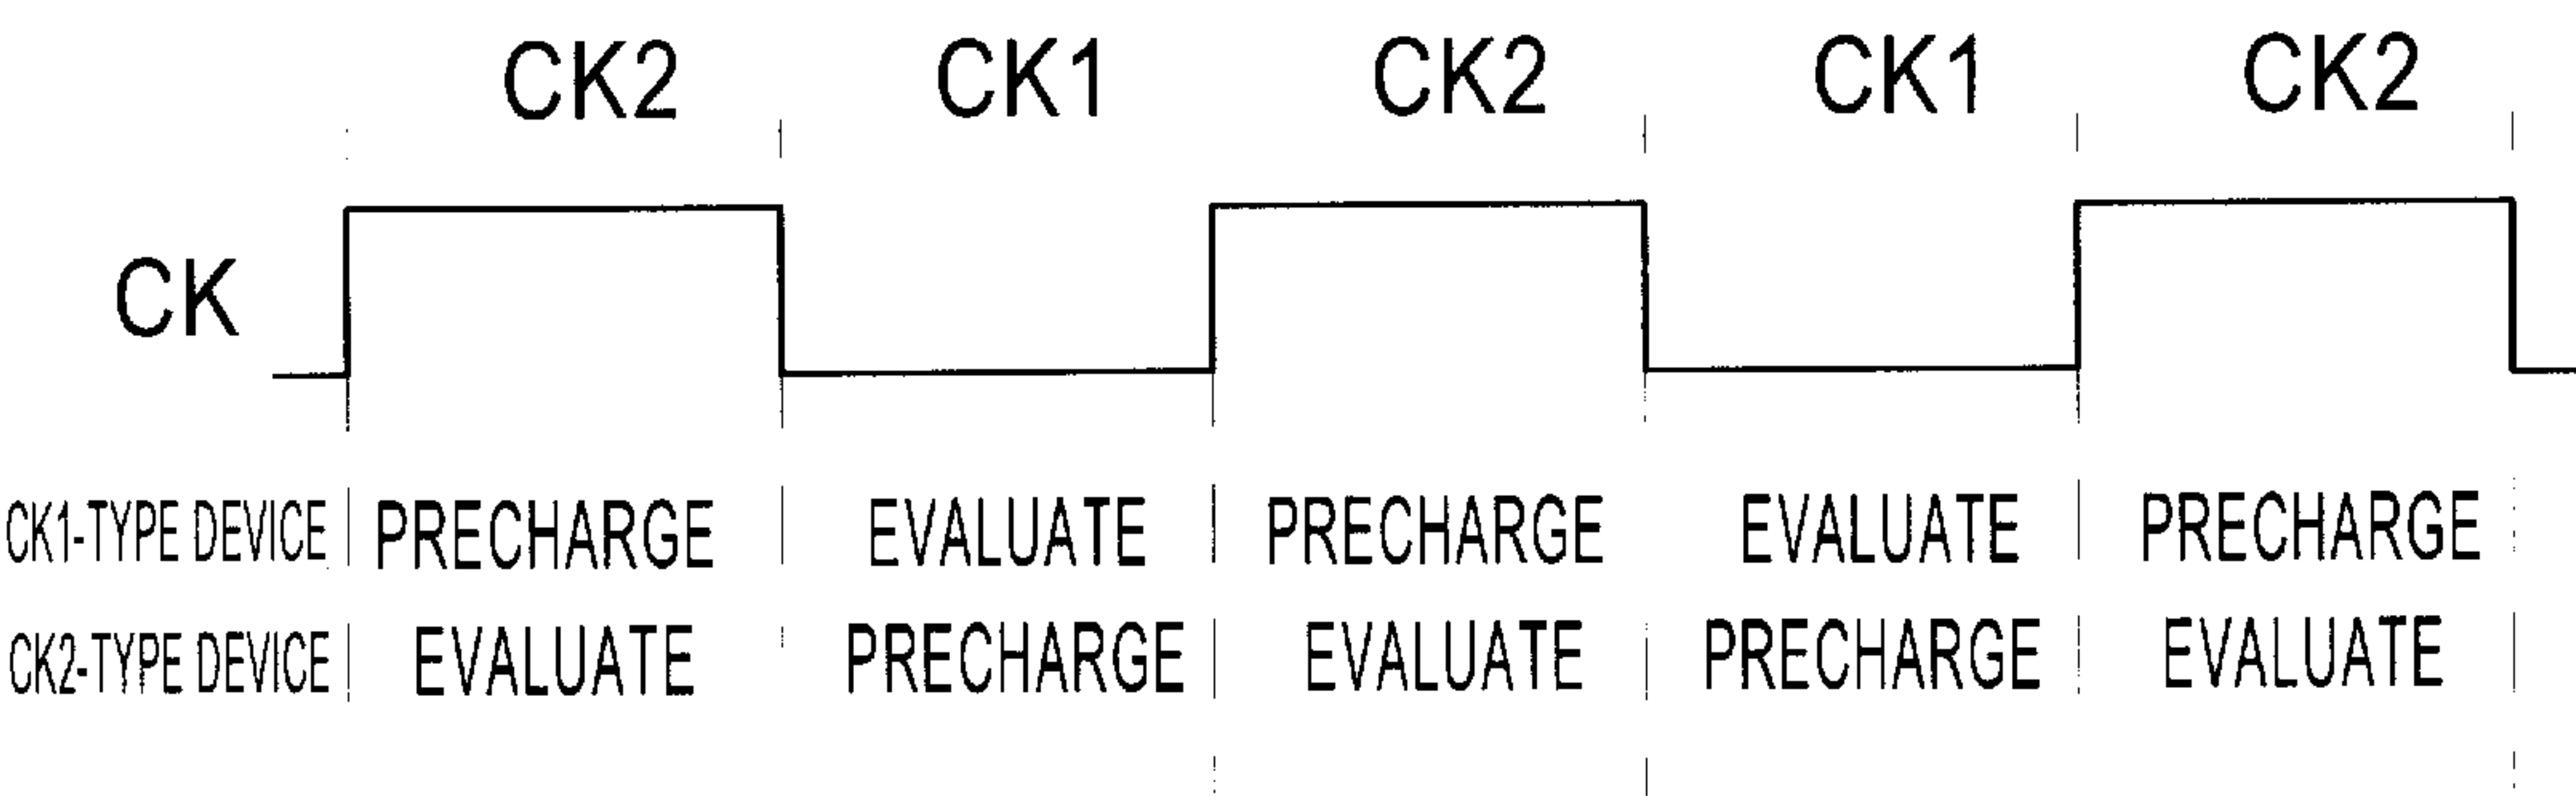 CK2 CK1 CK2 CK1 CK2
CK
CK1-TYPE DEVICE PRECHARGE EVALUATE PRECHARGE EVALUATE PRECHARGE
CK2-TYPE DEVICE EVALUATE PRECHARGE EVALUATE PRECHARGE EVALUATE